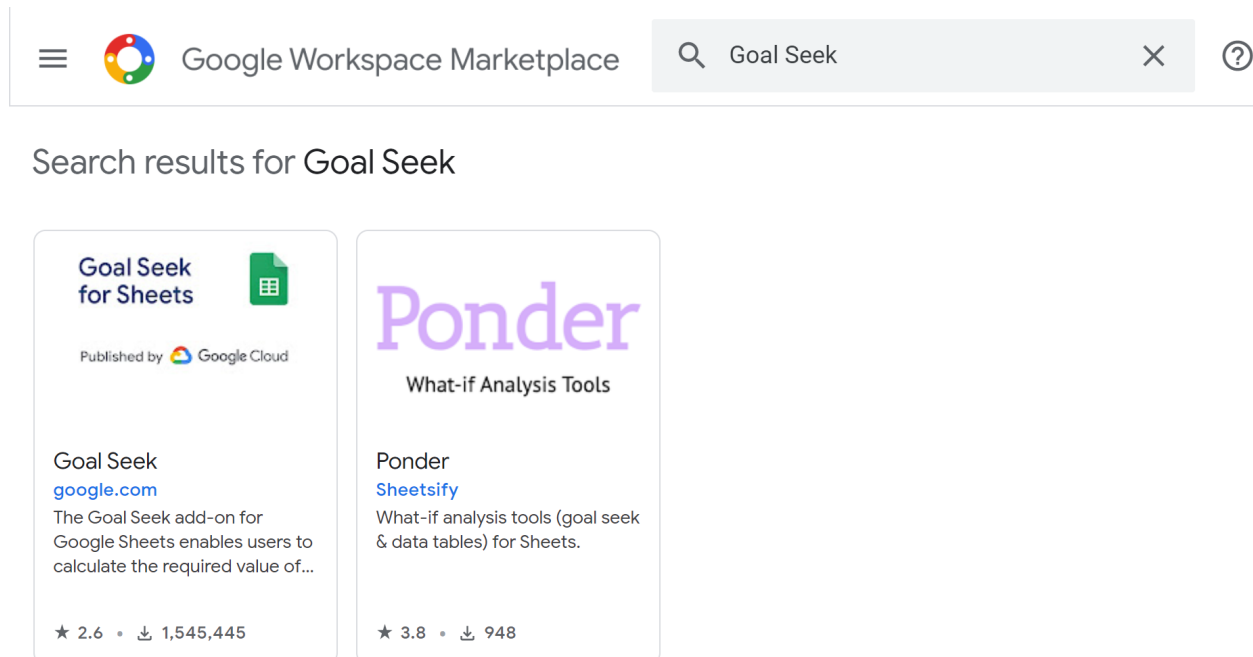 Google Workspace Marketplace
Goal Seek
Search results for Goal Seek
Goal Seek
for Sheets
Published by Google Cloud
Goal Seek
google.com
The Goal Seek add-on for
Google Sheets enables users to
calculate the required value of...
★ 2.6 • 1,545,445
Ponder
What-if Analysis Tools
Ponder
Sheetsify
What-if analysis tools (goal seek
& data tables) for Sheets.
★ 3.8 • 948